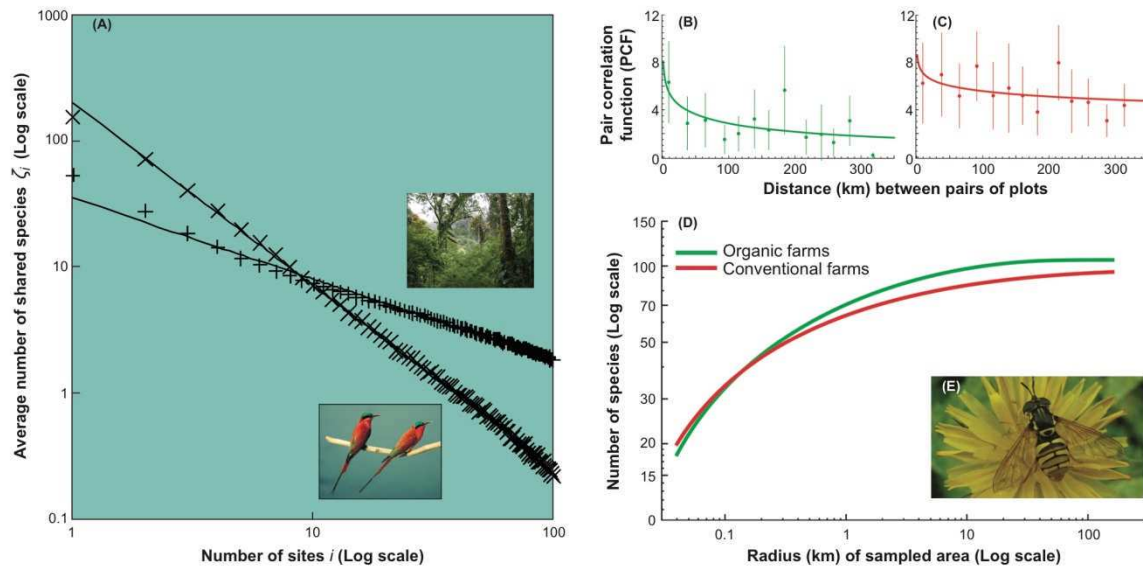 (A)
1000
100
10
1
0.1
Average number of shared species ζi (Log scale)
1
10
100
Number of sites i (Log scale)
(B)
12
8
4
0
Pair correlation
function (PCF)
0
100
200
300
(C)
12
8
4
0
0
100
200
300
Distance (km) between pairs of plots
(D)
150
100
70
50
30
20
15
10
Number of species (Log scale)
Organic farms
Conventional farms
(E)
0.1
1
10
100
Radius (km) of sampled area (Log scale)